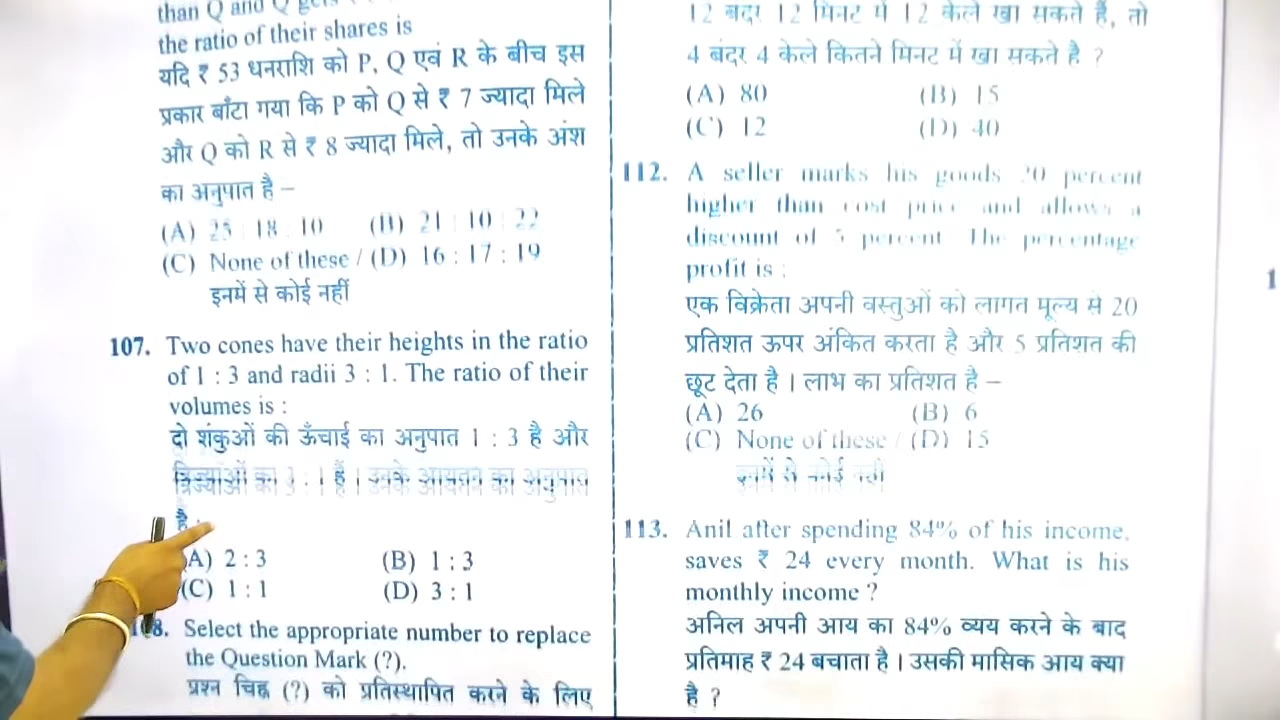 than Q and Q gets
the ratio of their shares is
यदि ₹ 53 धनराशि को P, Q एवं R के बीच इस
प्रकार बाँटा गया कि P को Q से ₹ 7 ज्यादा मिले
और Q को R से ₹ 8 ज्यादा मिले, तो उनके अंश
का अनुपात है –
(A) 25 : 18 : 10 (B) 21 : 10 : 22
(C) None of these / (D) 16 : 17 : 19
इनमें से कोई नहीं
107. Two cones have their heights in the ratio
of 1 : 3 and radii 3 : 1. The ratio of their
volumes is :
दो शंकुओं की ऊँचाई का अनुपात 1 : 3 है और
त्रिज्याओं का 3 : 1 है । उनके आयतन का अनुपात
है
(A) 2 : 3 (B) 1 : 3
(C) 1 : 1 (D) 3 : 1
108. Select the appropriate number to replace
the Question Mark (?).
प्रश्न चिह्न (?) को प्रतिस्थापित करने के लिए
12 बंदर 12 मिनट में 12 केले खा सकते हैं, तो
4 बंदर 4 केले कितने मिनट में खा सकते है ?
(A) 80 (B) 15
(C) 12 (D) 40
112. A seller marks his goods 20 percent
higher than cost price and allows a
discount of 5 percent. The percentage
profit is :
एक विक्रेता अपनी वस्तुओं को लागत मूल्य से 20
प्रतिशत ऊपर अंकित करता है और 5 प्रतिशत की
छूट देता है । लाभ का प्रतिशत है –
(A) 26 (B) 6
(C) None of these / (D) 15
इनमें से कोई नहीं
113. Anil after spending 84% of his income,
saves ₹ 24 every month. What is his
monthly income ?
अनिल अपनी आय का 84% व्यय करने के बाद
प्रतिमाह ₹ 24 बचाता है । उसकी मासिक आय क्या
है ?
1